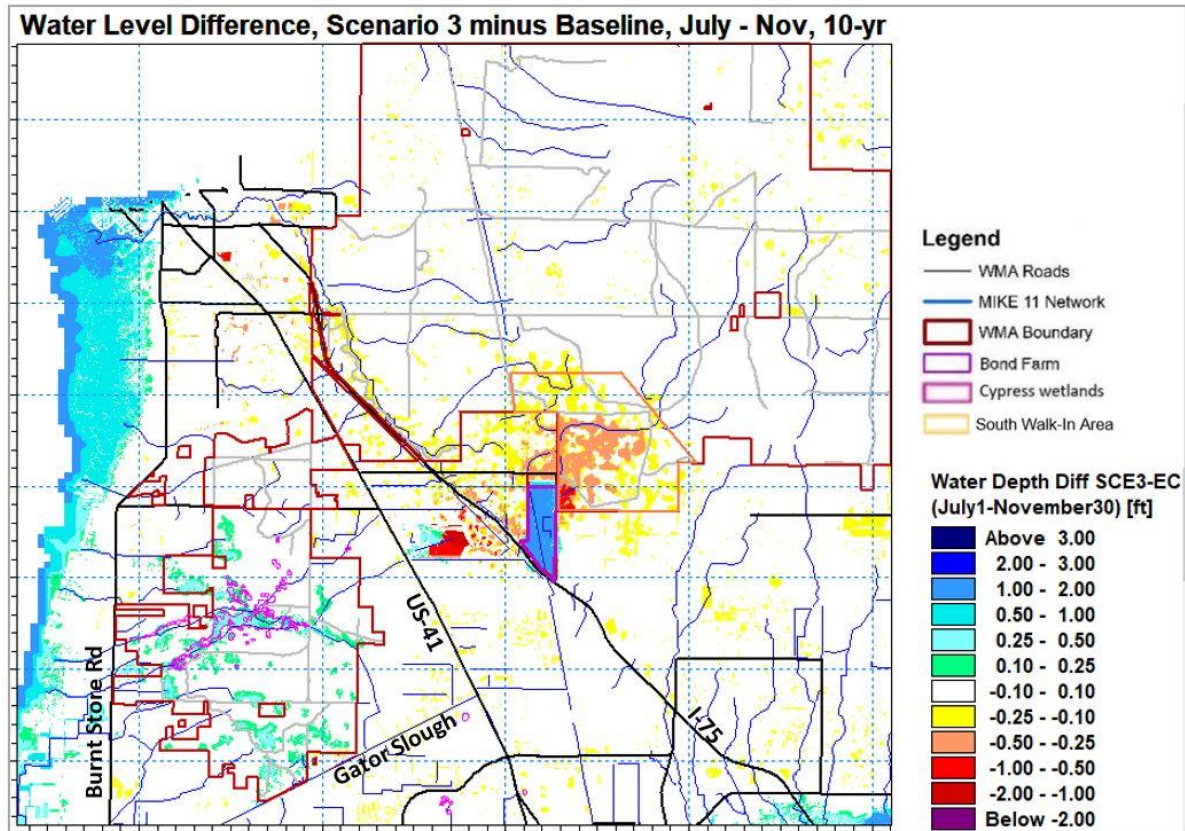 Water Level Difference, Scenario 3 minus Baseline, July - Nov, 10-yr
US-41
I-75
Burnt Store Rd
Gator Slough
Legend
WMA Roads
MIKE 11 Network
WMA Boundary
Bond Farm
Cypress wetlands
South Walk-In Area
Water Depth Diff SCE3-EC
(July1-November30) [ft]
Above 3.00
2.00 - 3.00
1.00 - 2.00
0.50 - 1.00
0.25 - 0.50
0.10 - 0.25
-0.10 - 0.10
-0.25 - -0.10
-0.50 - -0.25
-1.00 - -0.50
-2.00 - -1.00
Below -2.00